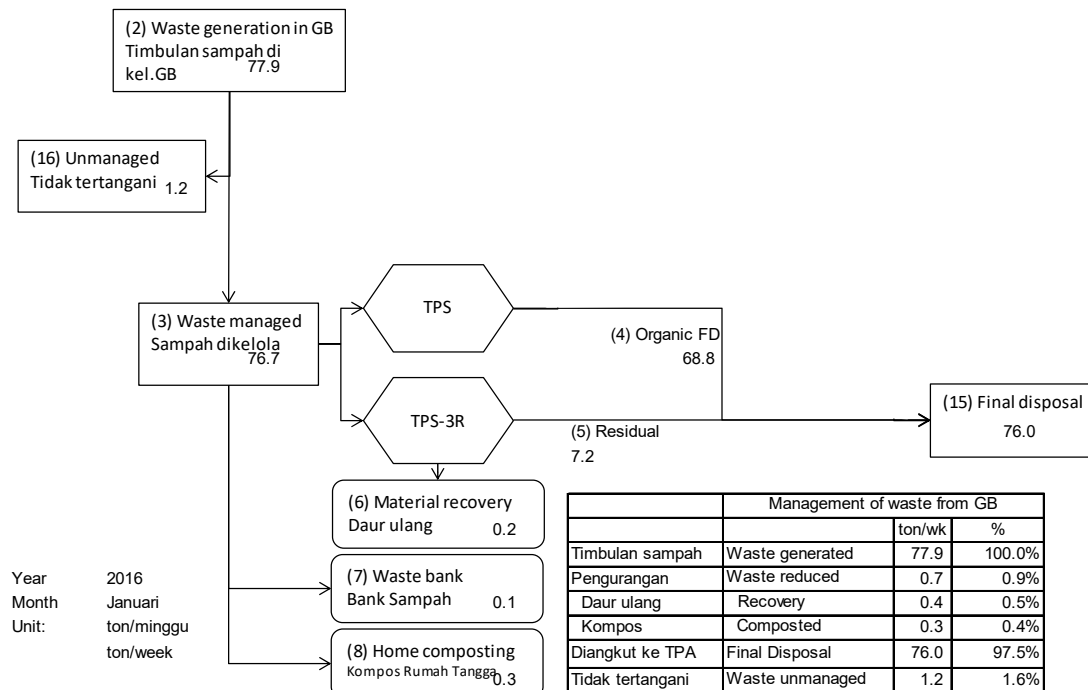 (2) Waste generation in GB
Timbulan sampah di
kel.GB
77.9
(16) Unmanaged
Tidak tertangani
1.2
(3) Waste managed
Sampah dikelola
76.7
TPS
(4) Organic FD
68.8
TPS-3R
(5) Residual
7.2
(15) Final disposal
76.0
(6) Material recovery
Daur ulang
0.2
(7) Waste bank
Bank Sampah
0.1
(8) Home composting
Kompos Rumah Tangga
0.3
Year 2016
Month Januari
Unit: ton/minggu
ton/week
Management of waste from GB
ton/wk %
Timbulan sampah Waste generated 77.9 100.0%
Pengurangan Waste reduced 0.7 0.9%
Daur ulang Recovery 0.4 0.5%
Kompos Composted 0.3 0.4%
Diangkut ke TPA Final Disposal 76.0 97.5%
Tidak tertangani Waste unmanaged 1.2 1.6%